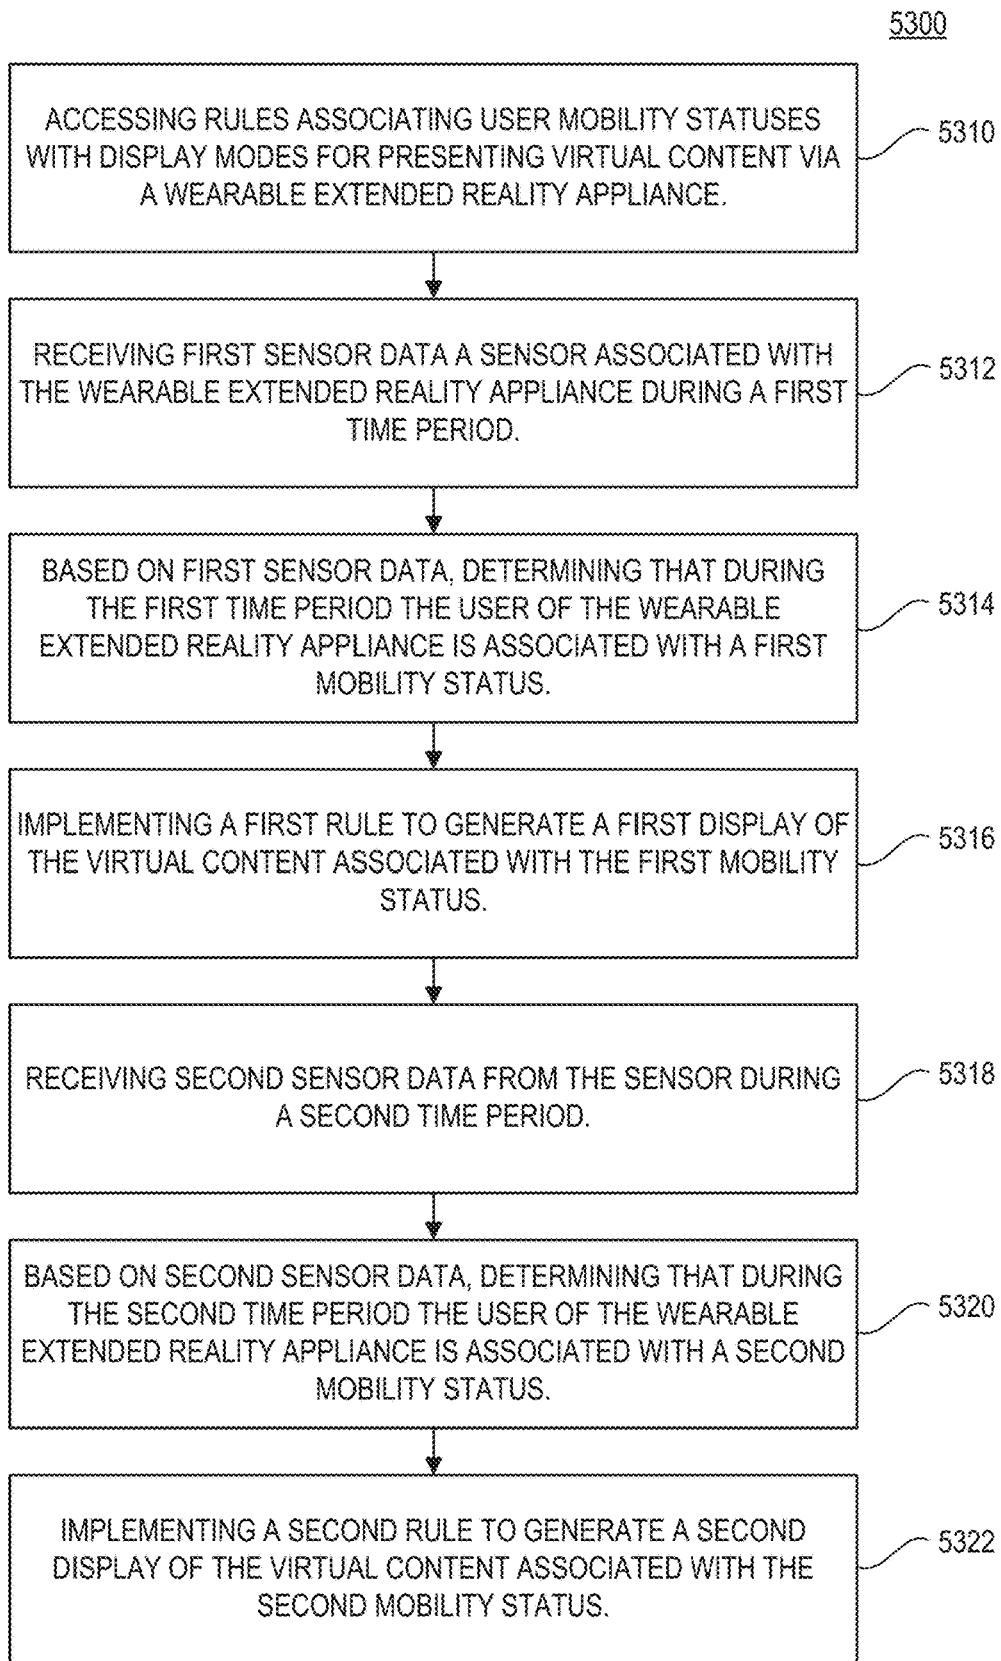 5300
ACCESSING RULES ASSOCIATING USER MOBILITY STATUSES
WITH DISPLAY MODES FOR PRESENTING VIRTUAL CONTENT VIA
A WEARABLE EXTENDED REALITY APPLIANCE.
5310
RECEIVING FIRST SENSOR DATA A SENSOR ASSOCIATED WITH
THE WEARABLE EXTENDED REALITY APPLIANCE DURING A FIRST
TIME PERIOD.
5312
BASED ON FIRST SENSOR DATA, DETERMINING THAT DURING
THE FIRST TIME PERIOD THE USER OF THE WEARABLE
EXTENDED REALITY APPLIANCE IS ASSOCIATED WITH A FIRST
MOBILITY STATUS.
5314
IMPLEMENTING A FIRST RULE TO GENERATE A FIRST DISPLAY OF
THE VIRTUAL CONTENT ASSOCIATED WITH THE FIRST MOBILITY
STATUS.
5316
RECEIVING SECOND SENSOR DATA FROM THE SENSOR DURING
A SECOND TIME PERIOD.
5318
BASED ON SECOND SENSOR DATA, DETERMINING THAT DURING
THE SECOND TIME PERIOD THE USER OF THE WEARABLE
EXTENDED REALITY APPLIANCE IS ASSOCIATED WITH A SECOND
MOBILITY STATUS.
5320
IMPLEMENTING A SECOND RULE TO GENERATE A SECOND
DISPLAY OF THE VIRTUAL CONTENT ASSOCIATED WITH THE
SECOND MOBILITY STATUS.
5322